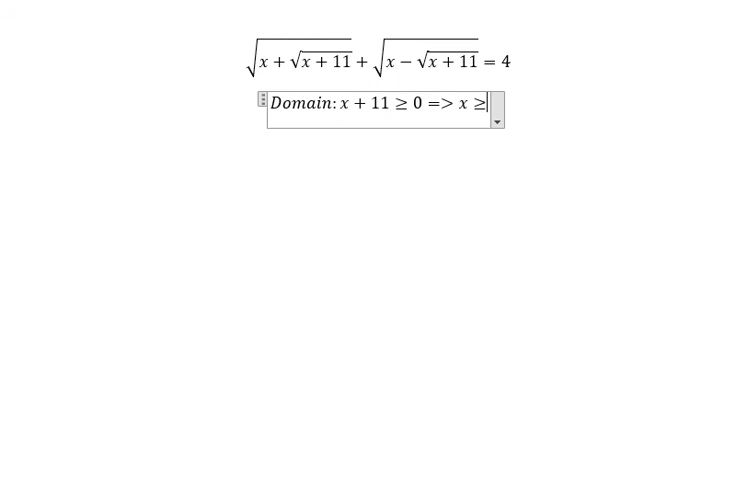 √(x + √(x + 11)) + √(x − √(x + 11)) = 4
Domain: x + 11 ≥ 0 => x ≥